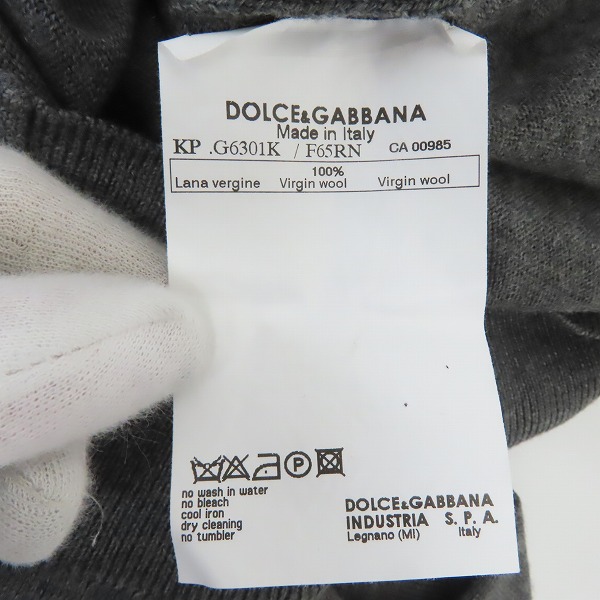 DOLCE&GABBANA
Made in Italy
KP .G6301K / F65RN CA 00985
100%
Lana vergine Virgin wool Virgin wool
P
no wash in water
no bleach
cool iron
dry cleaning
no tumbler
DOLCE&GABBANA
INDUSTRIA S. P. A.
Legnano (MI) Italy